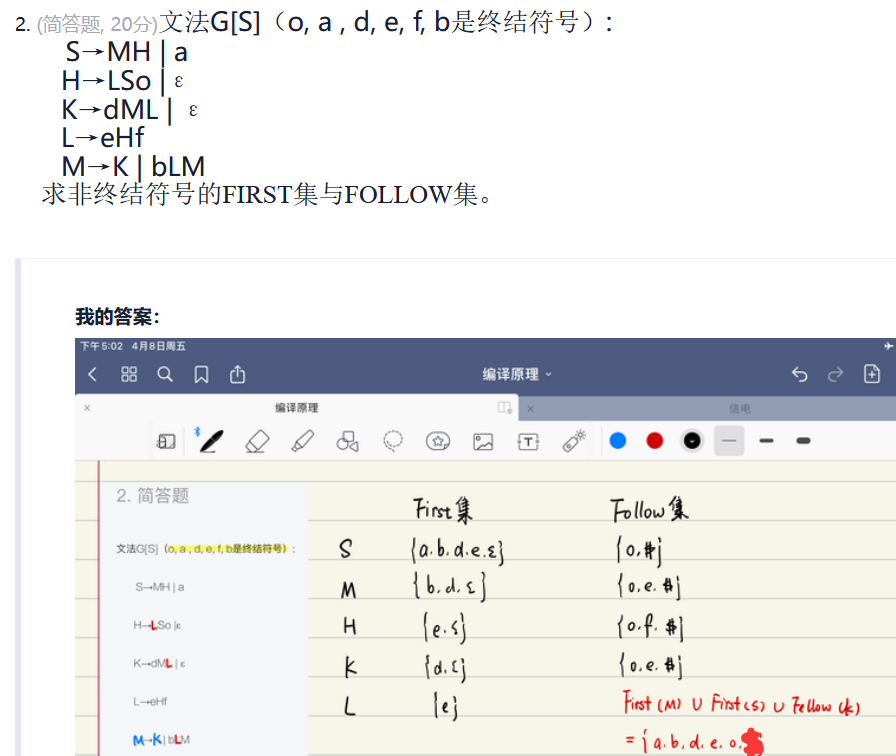 2. (简答题, 20分)文法G[S]（o, a , d, e, f, b是终结符号）:
S→MH | a
H→LSo | ε
K→dML | ε
L→eHf
M→K | bLM
求非终结符号的FIRST集与FOLLOW集。
我的答案:
下午5:02 4月8日周五
编译原理
× 编译原理 × 信电
2. 简答题
First集 Follow集
文法G[S]（o, a, d, e, f, b是终结符号）:
S {a.b.d.e.ε} {o,#}
S→MH | a
M {b.d.ε} {o.e.#}
H→LSo |ε
H {e.ε} {o.f.#}
K→dML | ε
K {d.ε} {o.e.#}
L→eHf
L {e} First(M) ∪ First(S) ∪ Follow(K)
M→K | bLM
= {a.b.d.e.o.